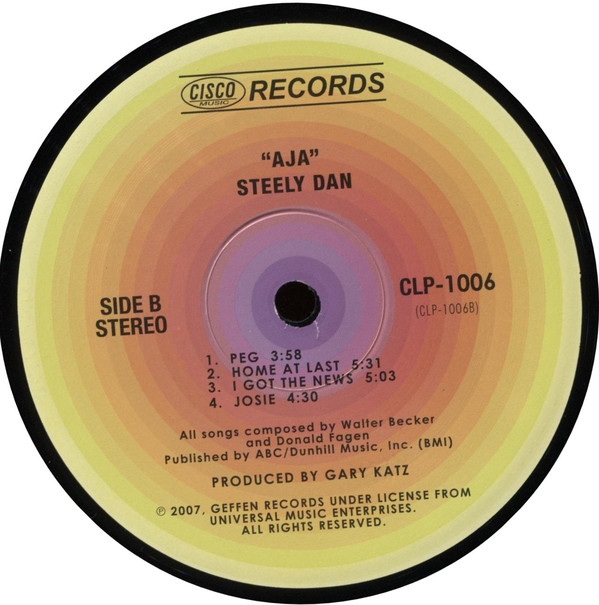 CISCO MUSIC RECORDS
"AJA"
STEELY DAN
SIDE B
STEREO
CLP-1006
(CLP-1006B)
1. PEG 3:58
2. HOME AT LAST 5:31
3. I GOT THE NEWS 5:03
4. JOSIE 4:30
All songs composed by Walter Becker
and Donald Fagen
Published by ABC/Dunhill Music, Inc. (BMI)
PRODUCED BY GARY KATZ
℗ 2007, GEFFEN RECORDS UNDER LICENSE FROM
UNIVERSAL MUSIC ENTERPRISES.
ALL RIGHTS RESERVED.